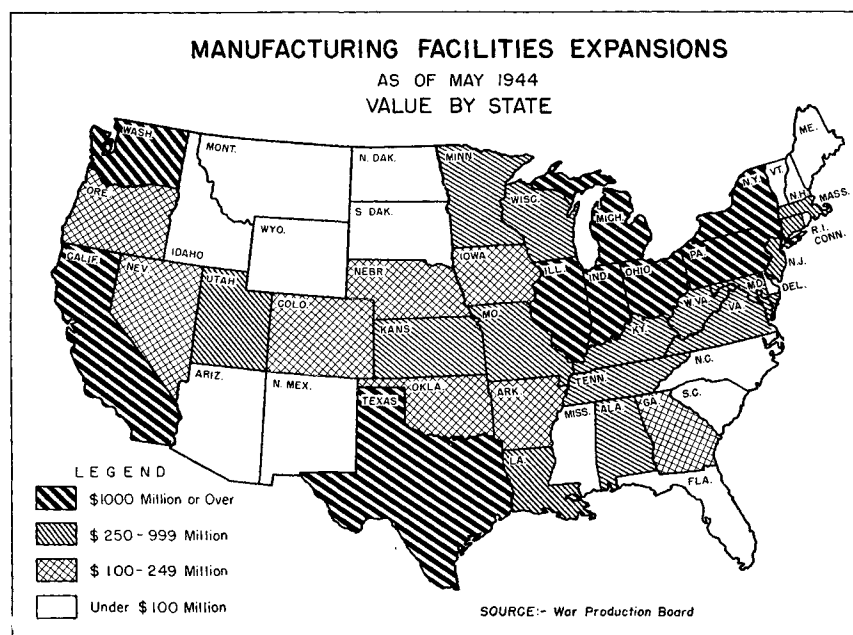 MANUFACTURING FACILITIES EXPANSIONS
AS OF MAY 1944
VALUE BY STATE
WASH.
MONT.
N. DAK.
MINN.
ME.
ORE.
IDAHO
WYO.
S DAK.
WISC.
MICH.
N.Y.
VT.
N.H.
MASS.
R.I.
CONN.
CALIF.
NEV.
UTAH
COLO.
NEBR.
IOWA
ILL.
IND.
OHIO
PA.
N.J.
MD.
DEL.
KANS.
MO.
KY.
W.VA.
VA.
ARIZ.
N. MEX.
TEXAS
OKLA.
ARK.
TENN.
N.C.
S.C.
MISS.
ALA.
GA.
LA.
FLA.
LEGEND
$1000 Million or Over
$250-999 Million
$100-249 Million
Under $100 Million
SOURCE:- War Production Board